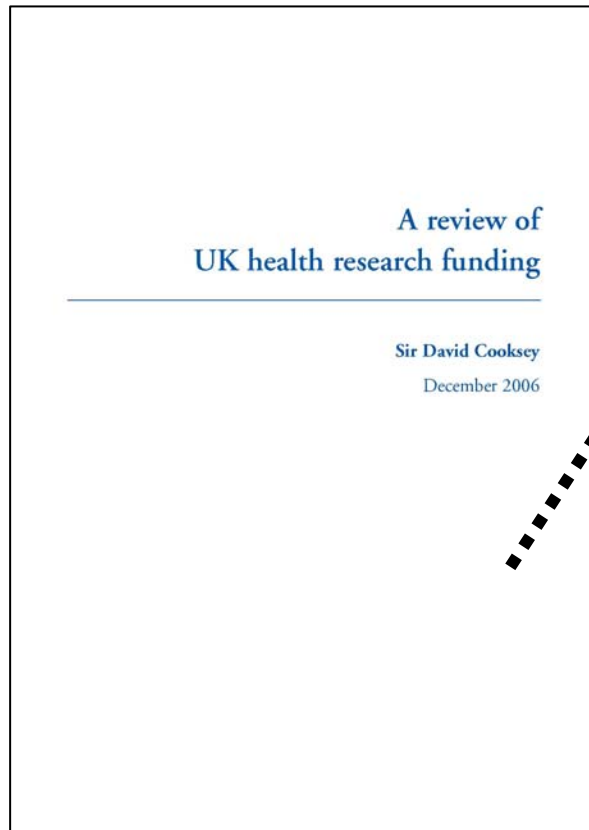 A review of
UK health research funding
Sir David Cooksey
December 2006